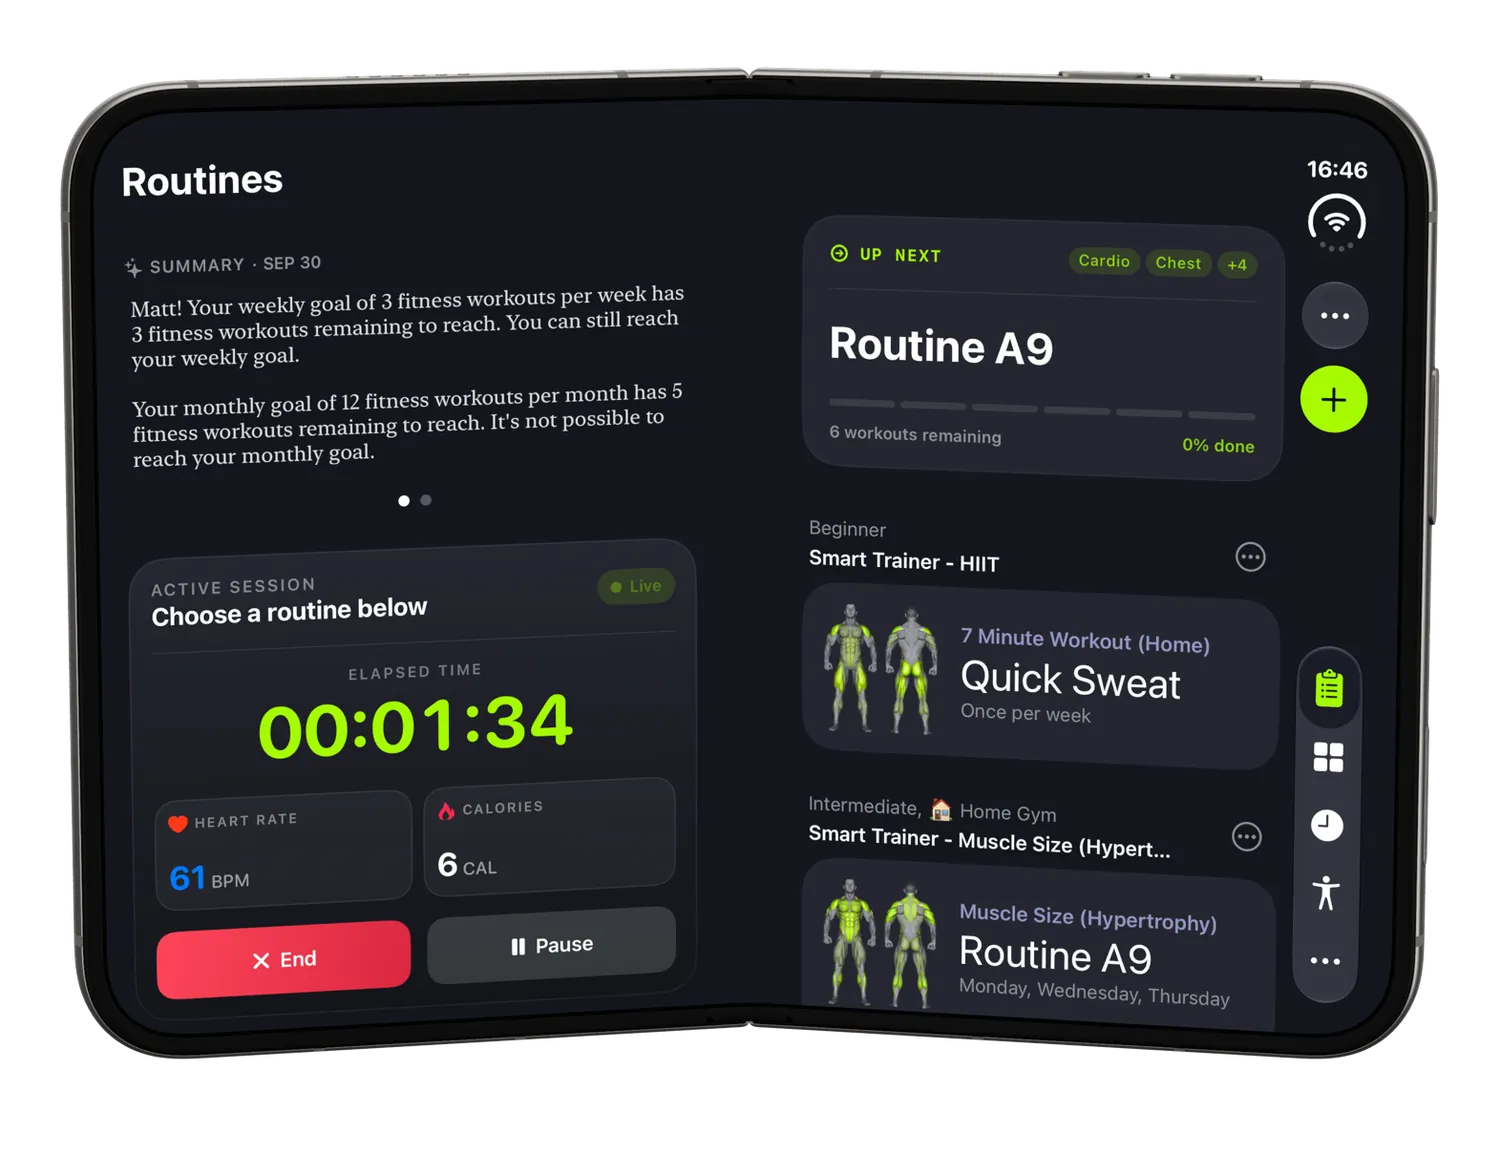 Routines
SUMMARY · SEP 30
Matt! Your weekly goal of 3 fitness workouts per week has
3 fitness workouts remaining to reach. You can still reach
your weekly goal.
Your monthly goal of 12 fitness workouts per month has 5
fitness workouts remaining to reach. It's not possible to
reach your monthly goal.
ACTIVE SESSION
Choose a routine below
Live
ELAPSED TIME
00:01:34
HEART RATE
61 BPM
CALORIES
6 CAL
End
Pause
UP NEXT
Cardio
Chest
+4
Routine A9
6 workouts remaining
0% done
Beginner
Smart Trainer - HIIT
7 Minute Workout (Home)
Quick Sweat
Once per week
Intermediate, 🏠 Home Gym
Smart Trainer - Muscle Size (Hypert...
Muscle Size (Hypertrophy)
Routine A9
Monday, Wednesday, Thursday
16:46